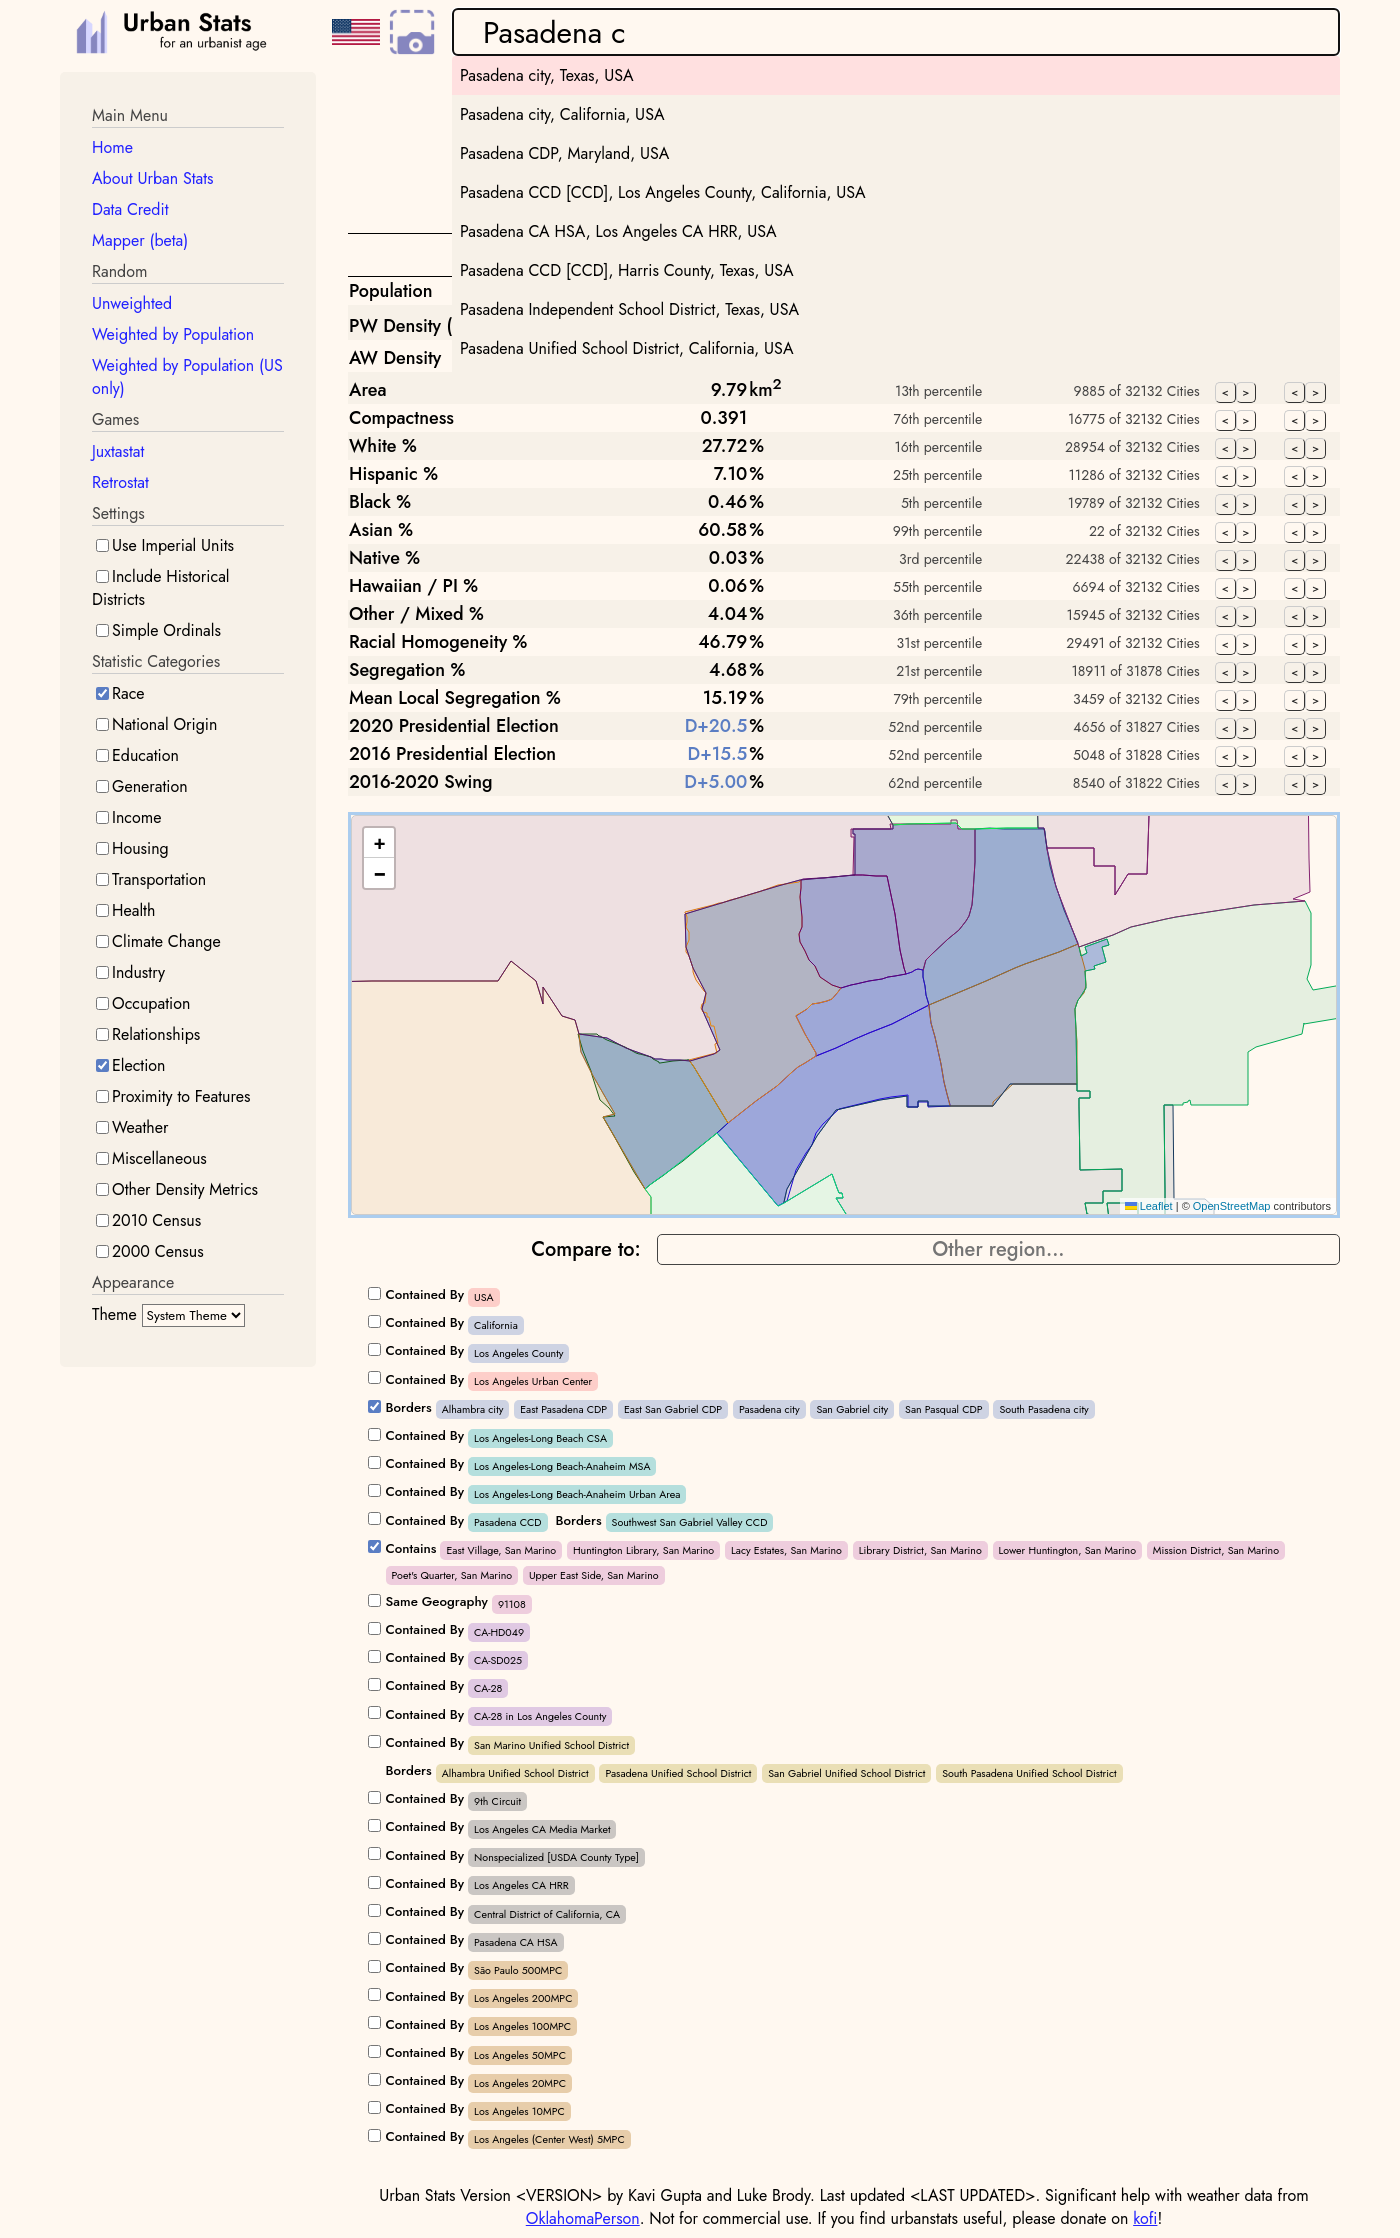 Urban Stats
for an urbanist age
Pasadena c
Pasadena city, Texas, USA
Pasadena city, California, USA
Pasadena CDP, Maryland, USA
Pasadena CCD [CCD], Los Angeles County, California, USA
Pasadena CA HSA, Los Angeles CA HRR, USA
Pasadena CCD [CCD], Harris County, Texas, USA
Pasadena Independent School District, Texas, USA
Pasadena Unified School District, California, USA
Main Menu
Home
About Urban Stats
Data Credit
Mapper (beta)
Random
Unweighted
Weighted by Population
Weighted by Population (US
only)
Games
Juxtastat
Retrostat
Settings
Use Imperial Units
Include Historical
Districts
Simple Ordinals
Statistic Categories
Race
National Origin
Education
Generation
Income
Housing
Transportation
Health
Climate Change
Industry
Occupation
Relationships
Election
Proximity to Features
Weather
Miscellaneous
Other Density Metrics
2010 Census
2000 Census
Appearance
Theme System Theme
Population
PW Density (
AW Density
Area 9.79 km2 13th percentile 9885 of 32132 Cities < > < >
Compactness 0.391 76th percentile 16775 of 32132 Cities < > < >
White % 27.72% 16th percentile 28954 of 32132 Cities < > < >
Hispanic % 7.10% 25th percentile 11286 of 32132 Cities < > < >
Black % 0.46% 5th percentile 19789 of 32132 Cities < > < >
Asian % 60.58% 99th percentile 22 of 32132 Cities < > < >
Native % 0.03% 3rd percentile 22438 of 32132 Cities < > < >
Hawaiian / PI % 0.06% 55th percentile 6694 of 32132 Cities < > < >
Other / Mixed % 4.04% 36th percentile 15945 of 32132 Cities < > < >
Racial Homogeneity % 46.79% 31st percentile 29491 of 32132 Cities < > < >
Segregation % 4.68% 21st percentile 18911 of 31878 Cities < > < >
Mean Local Segregation % 15.19% 79th percentile 3459 of 32132 Cities < > < >
2020 Presidential Election D+20.5% 52nd percentile 4656 of 31827 Cities < > < >
2016 Presidential Election D+15.5% 52nd percentile 5048 of 31828 Cities < > < >
2016-2020 Swing D+5.00% 62nd percentile 8540 of 31822 Cities < > < >
+
−
Leaflet | © OpenStreetMap contributors
Compare to: Other region...
Contained By USA
Contained By California
Contained By Los Angeles County
Contained By Los Angeles Urban Center
Borders Alhambra city East Pasadena CDP East San Gabriel CDP Pasadena city San Gabriel city San Pasqual CDP South Pasadena city
Contained By Los Angeles-Long Beach CSA
Contained By Los Angeles-Long Beach-Anaheim MSA
Contained By Los Angeles-Long Beach-Anaheim Urban Area
Contained By Pasadena CCD Borders Southwest San Gabriel Valley CCD
Contains East Village, San Marino Huntington Library, San Marino Lacy Estates, San Marino Library District, San Marino Lower Huntington, San Marino Mission District, San Marino
Poet's Quarter, San Marino Upper East Side, San Marino
Same Geography 91108
Contained By CA-HD049
Contained By CA-SD025
Contained By CA-28
Contained By CA-28 in Los Angeles County
Contained By San Marino Unified School District
Borders Alhambra Unified School District Pasadena Unified School District San Gabriel Unified School District South Pasadena Unified School District
Contained By 9th Circuit
Contained By Los Angeles CA Media Market
Contained By Nonspecialized [USDA County Type]
Contained By Los Angeles CA HRR
Contained By Central District of California, CA
Contained By Pasadena CA HSA
Contained By São Paulo 500MPC
Contained By Los Angeles 200MPC
Contained By Los Angeles 100MPC
Contained By Los Angeles 50MPC
Contained By Los Angeles 20MPC
Contained By Los Angeles 10MPC
Contained By Los Angeles (Center West) 5MPC
Urban Stats Version <VERSION> by Kavi Gupta and Luke Brody. Last updated <LAST UPDATED>. Significant help with weather data from
OklahomaPerson. Not for commercial use. If you find urbanstats useful, please donate on kofi!